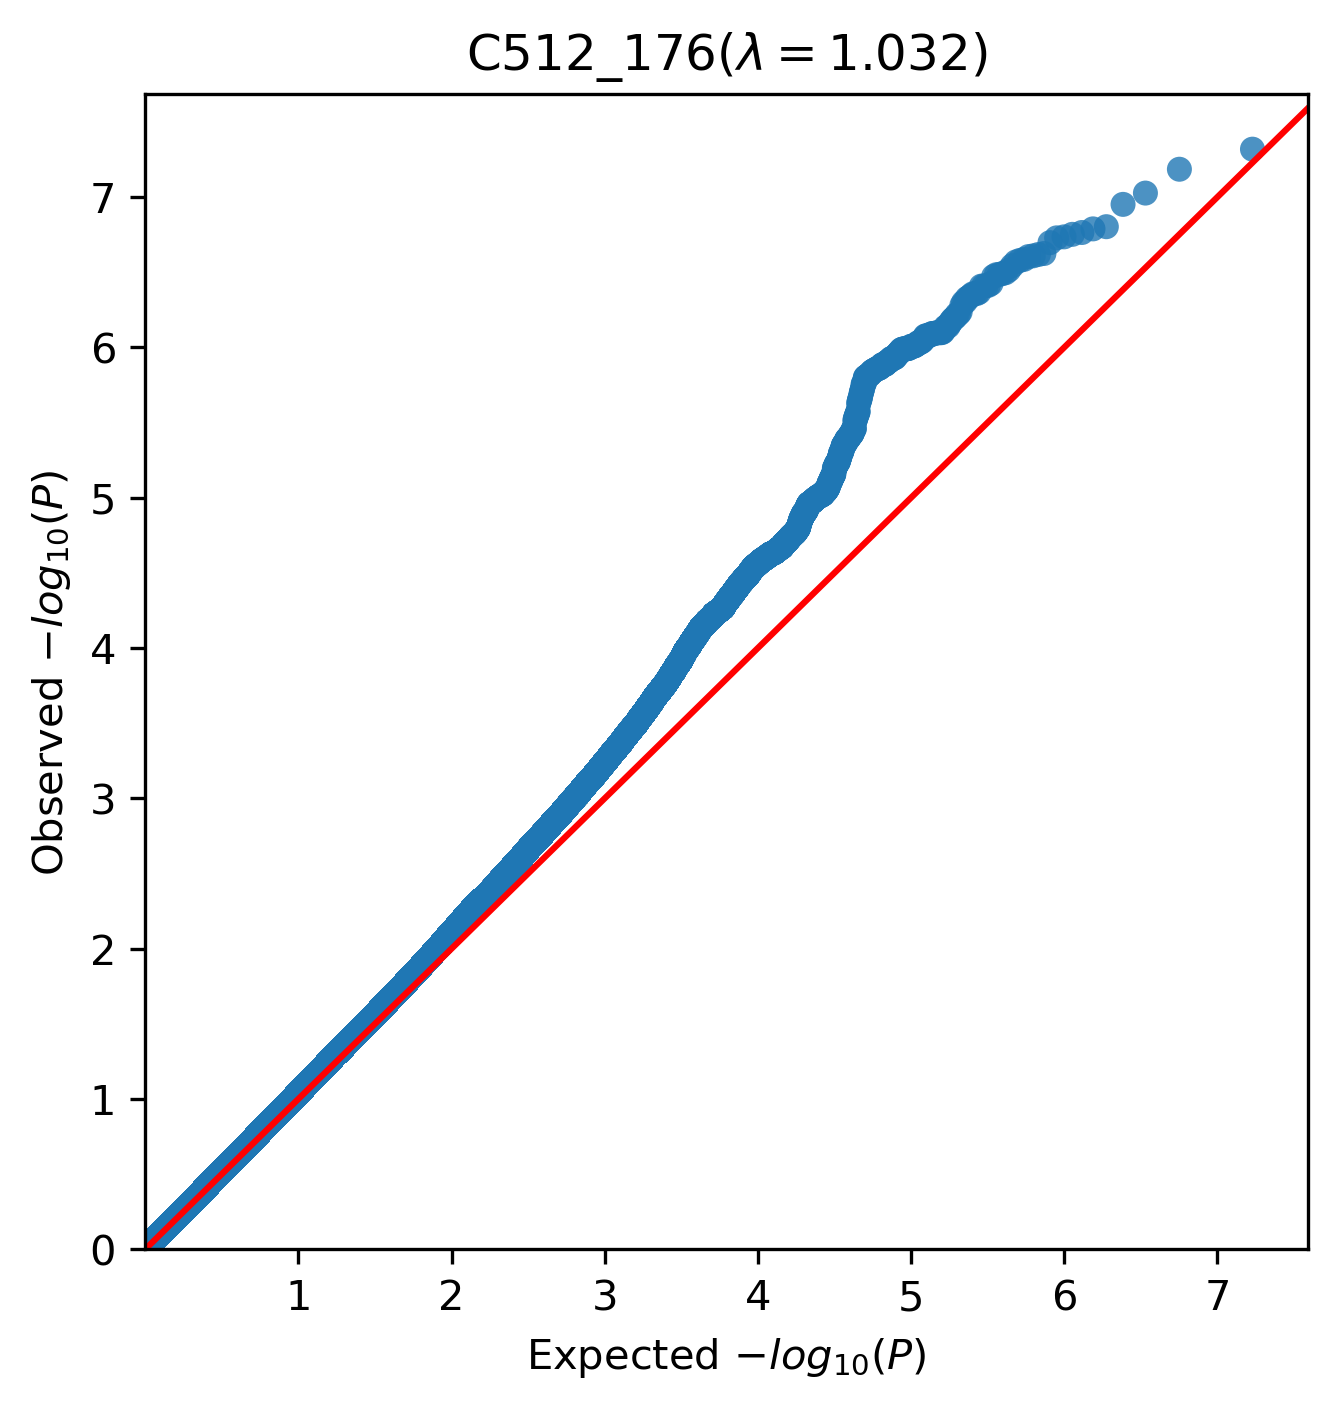 C512_176(λ = 1.032)
Observed −log₁₀(P)
7
6
5
4
3
2
1
0
1 2 3 4 5 6 7
Expected −log₁₀(P)